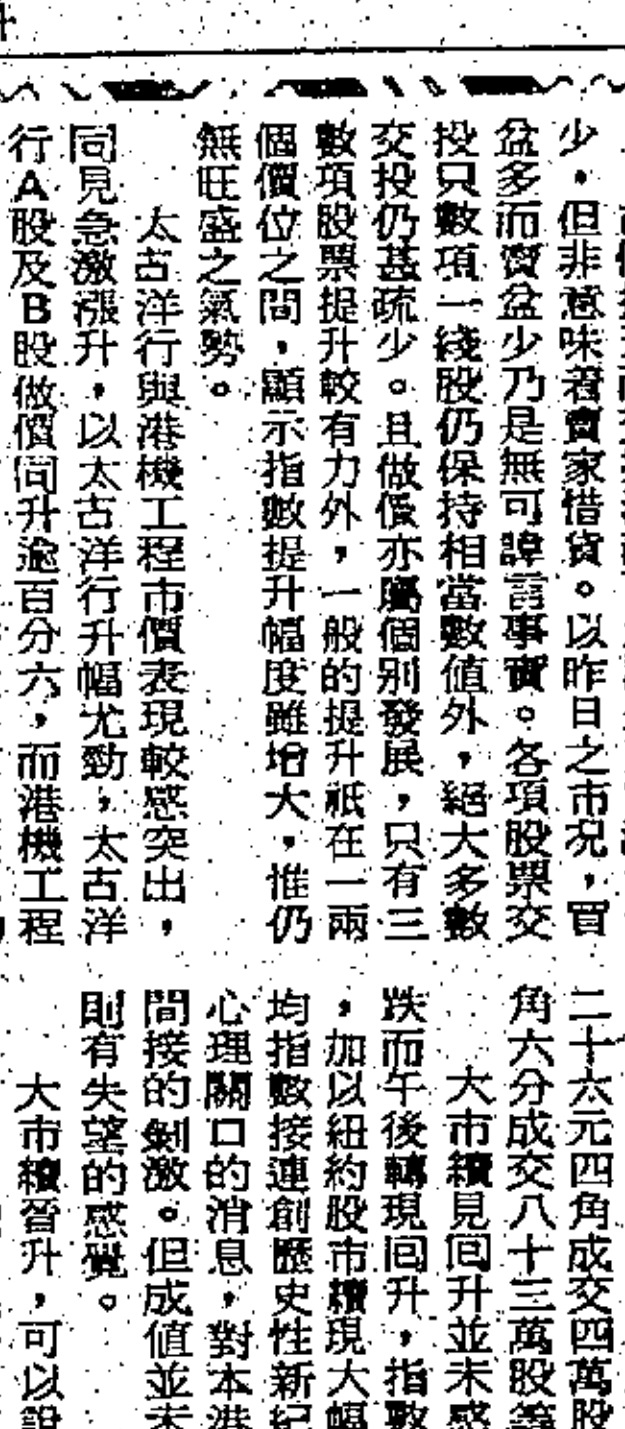 少，但非意味着賣家借貨。以昨日之市況，買
盆多而賣盆少乃是無可諱言事實。各項股票交
投只數項一綫股仍保持相當數值外，絕大多數
交投仍甚疏少。且做價亦屬個別發展，只有三
數項股票提升較有力外，一般的提升祇在一兩
個價位之間，顯示指數提升幅度雖增大，惟仍
無旺盛之氣勢。
太古洋行與港機工程市價表現較感突出，
同見急激漲升，以太古洋行升幅尤勁，太古洋
行A股及B股做價同升逾百分六，而港機工程
二十六元四角成交四萬股
角六分成交八十三萬股等
大市續見回升並未感
跌而午後轉現回升，指數
，加以紐約股市續現大幅
均指數接連創歷史性新紀
心理關口的消息，對本港
間接的刺激。但成值並未
則有失望的感覺。
大市續晉升，可以說